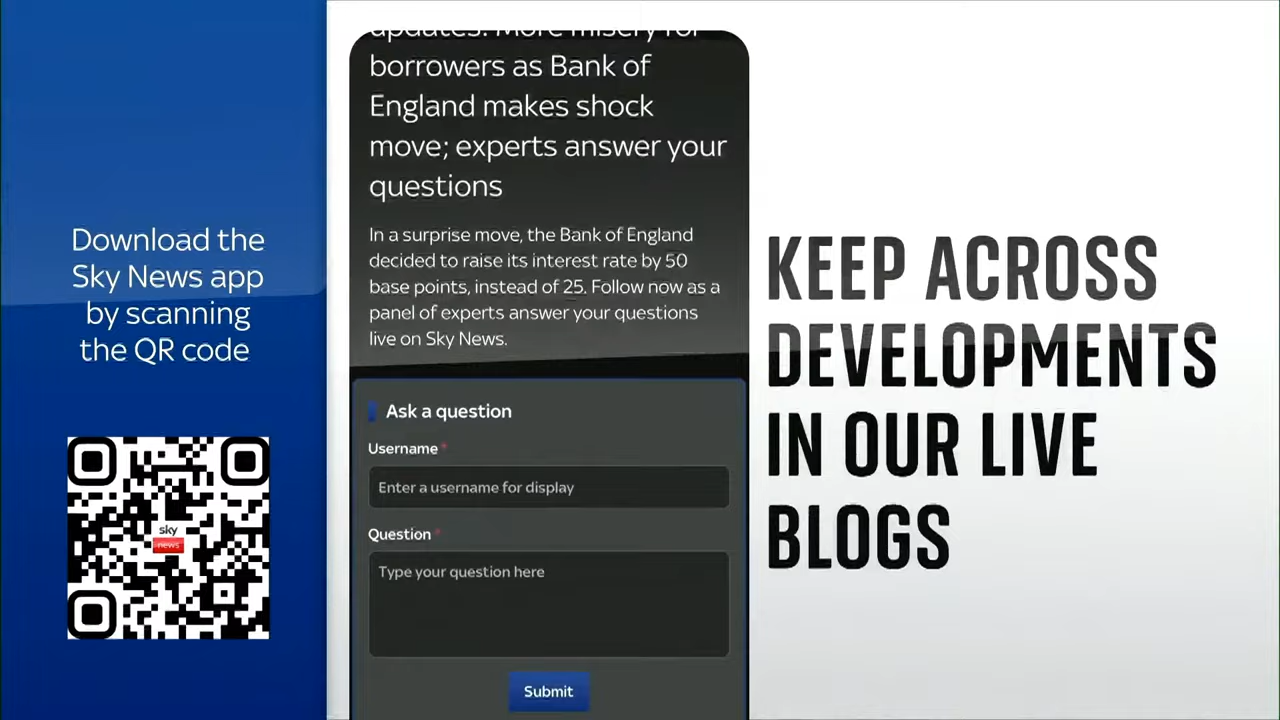 Download the
Sky News app
by scanning
the QR code
sky
news
updates: More misery for
borrowers as Bank of
England makes shock
move; experts answer your
questions
In a surprise move, the Bank of England
decided to raise its interest rate by 50
base points, instead of 25. Follow now as a
panel of experts answer your questions
live on Sky News.
Ask a question
Username *
Enter a username for display
Question *
Type your question here
Submit
KEEP ACROSS
DEVELOPMENTS
IN OUR LIVE
BLOGS